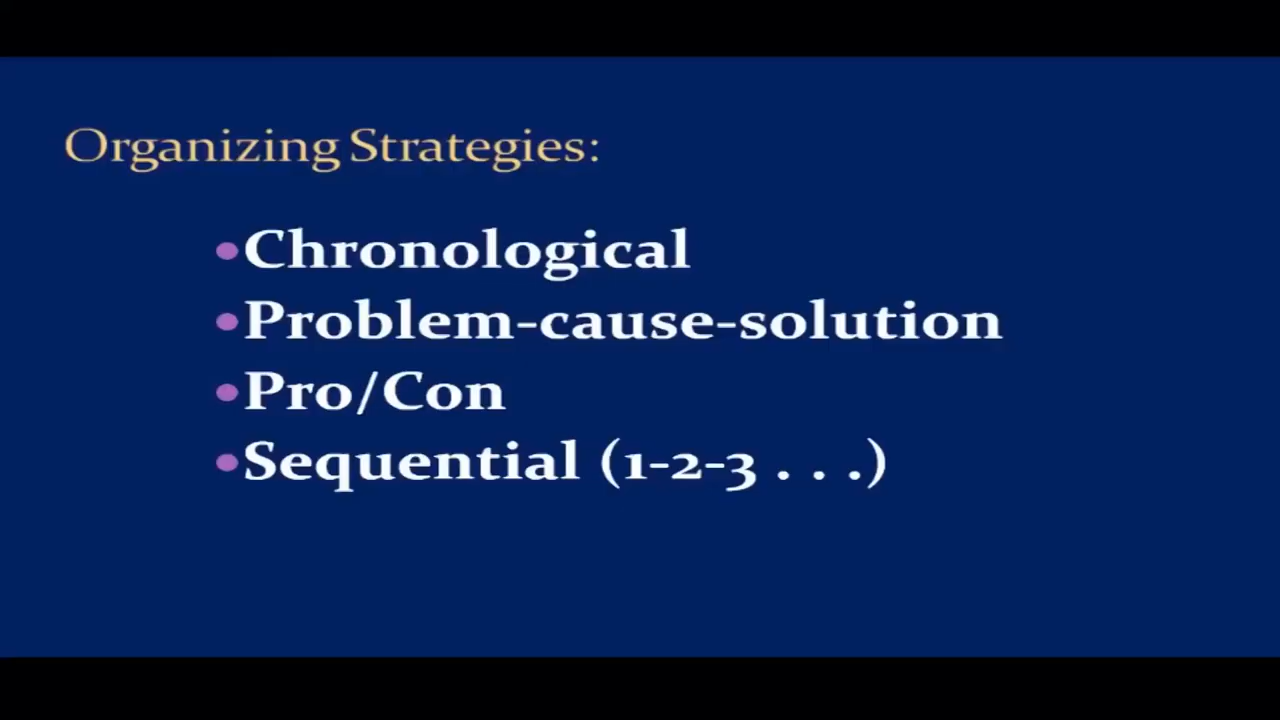 Organizing Strategies:
•Chronological
•Problem-cause-solution
•Pro/Con
•Sequential (1-2-3 . . .)